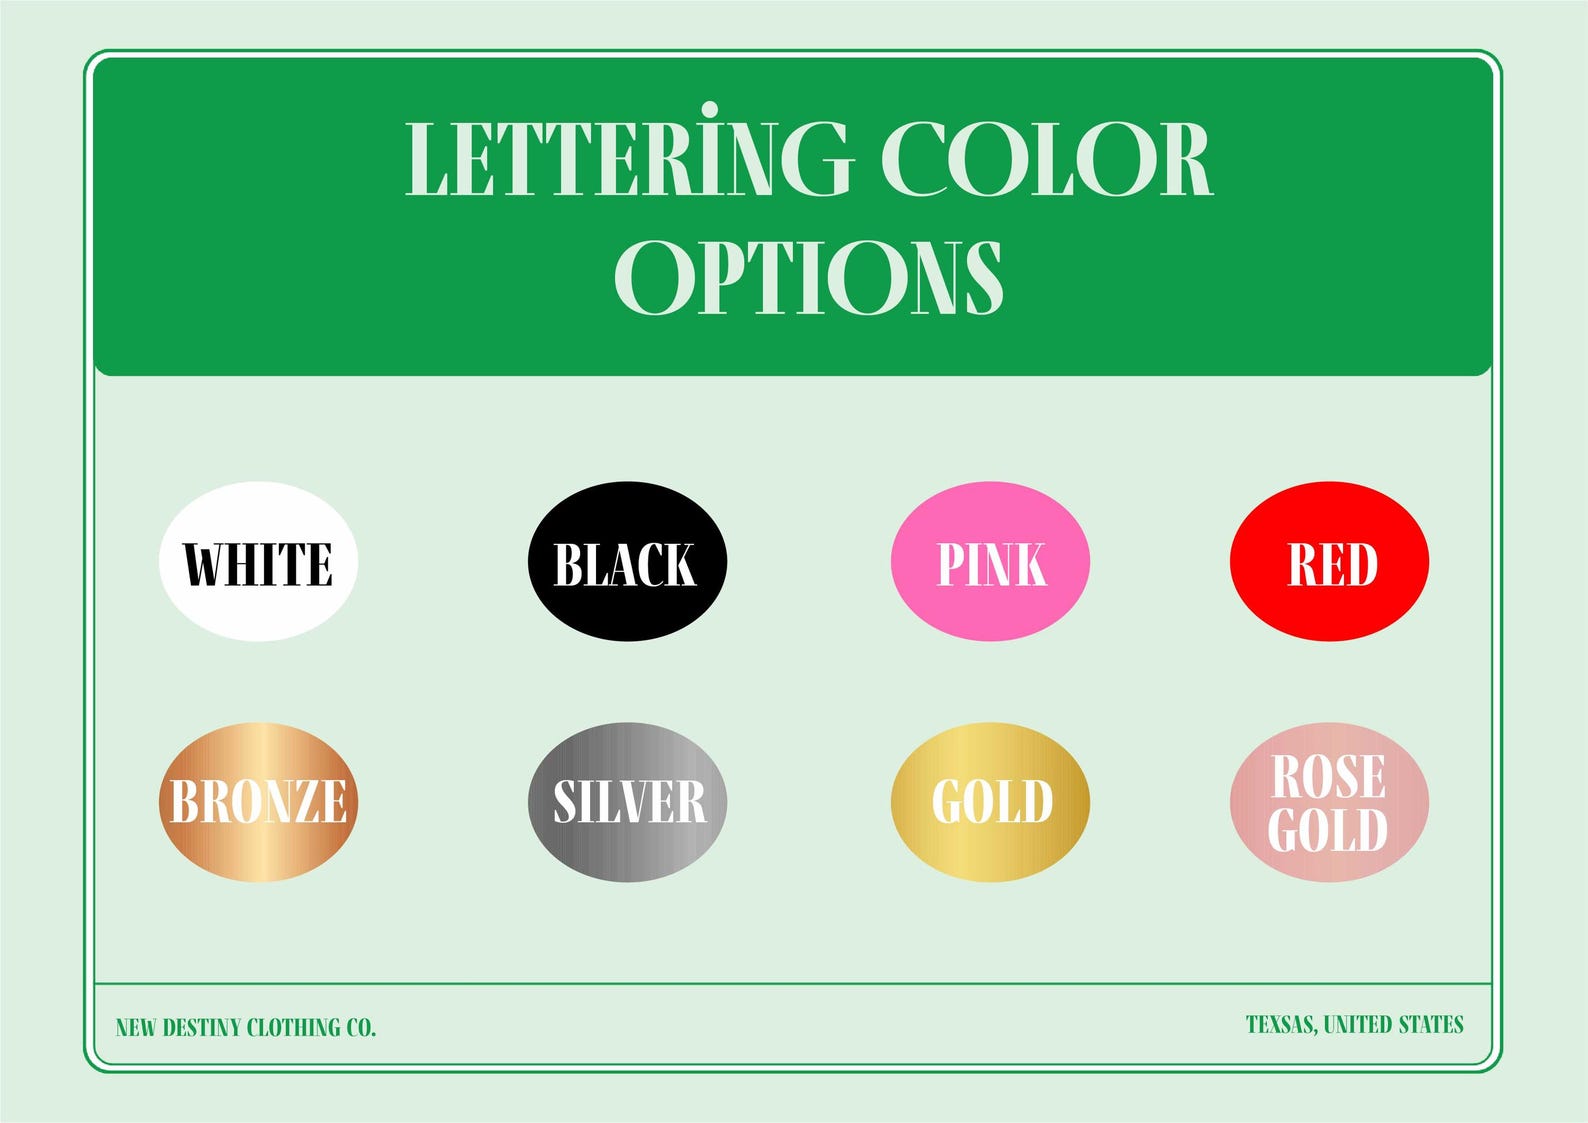 LETTERİNG COLOR
OPTIONS
WHITE
BLACK
PINK
RED
BRONZE
SILVER
GOLD
ROSE
GOLD
NEW DESTINY CLOTHING CO.
TEXSAS, UNITED STATES